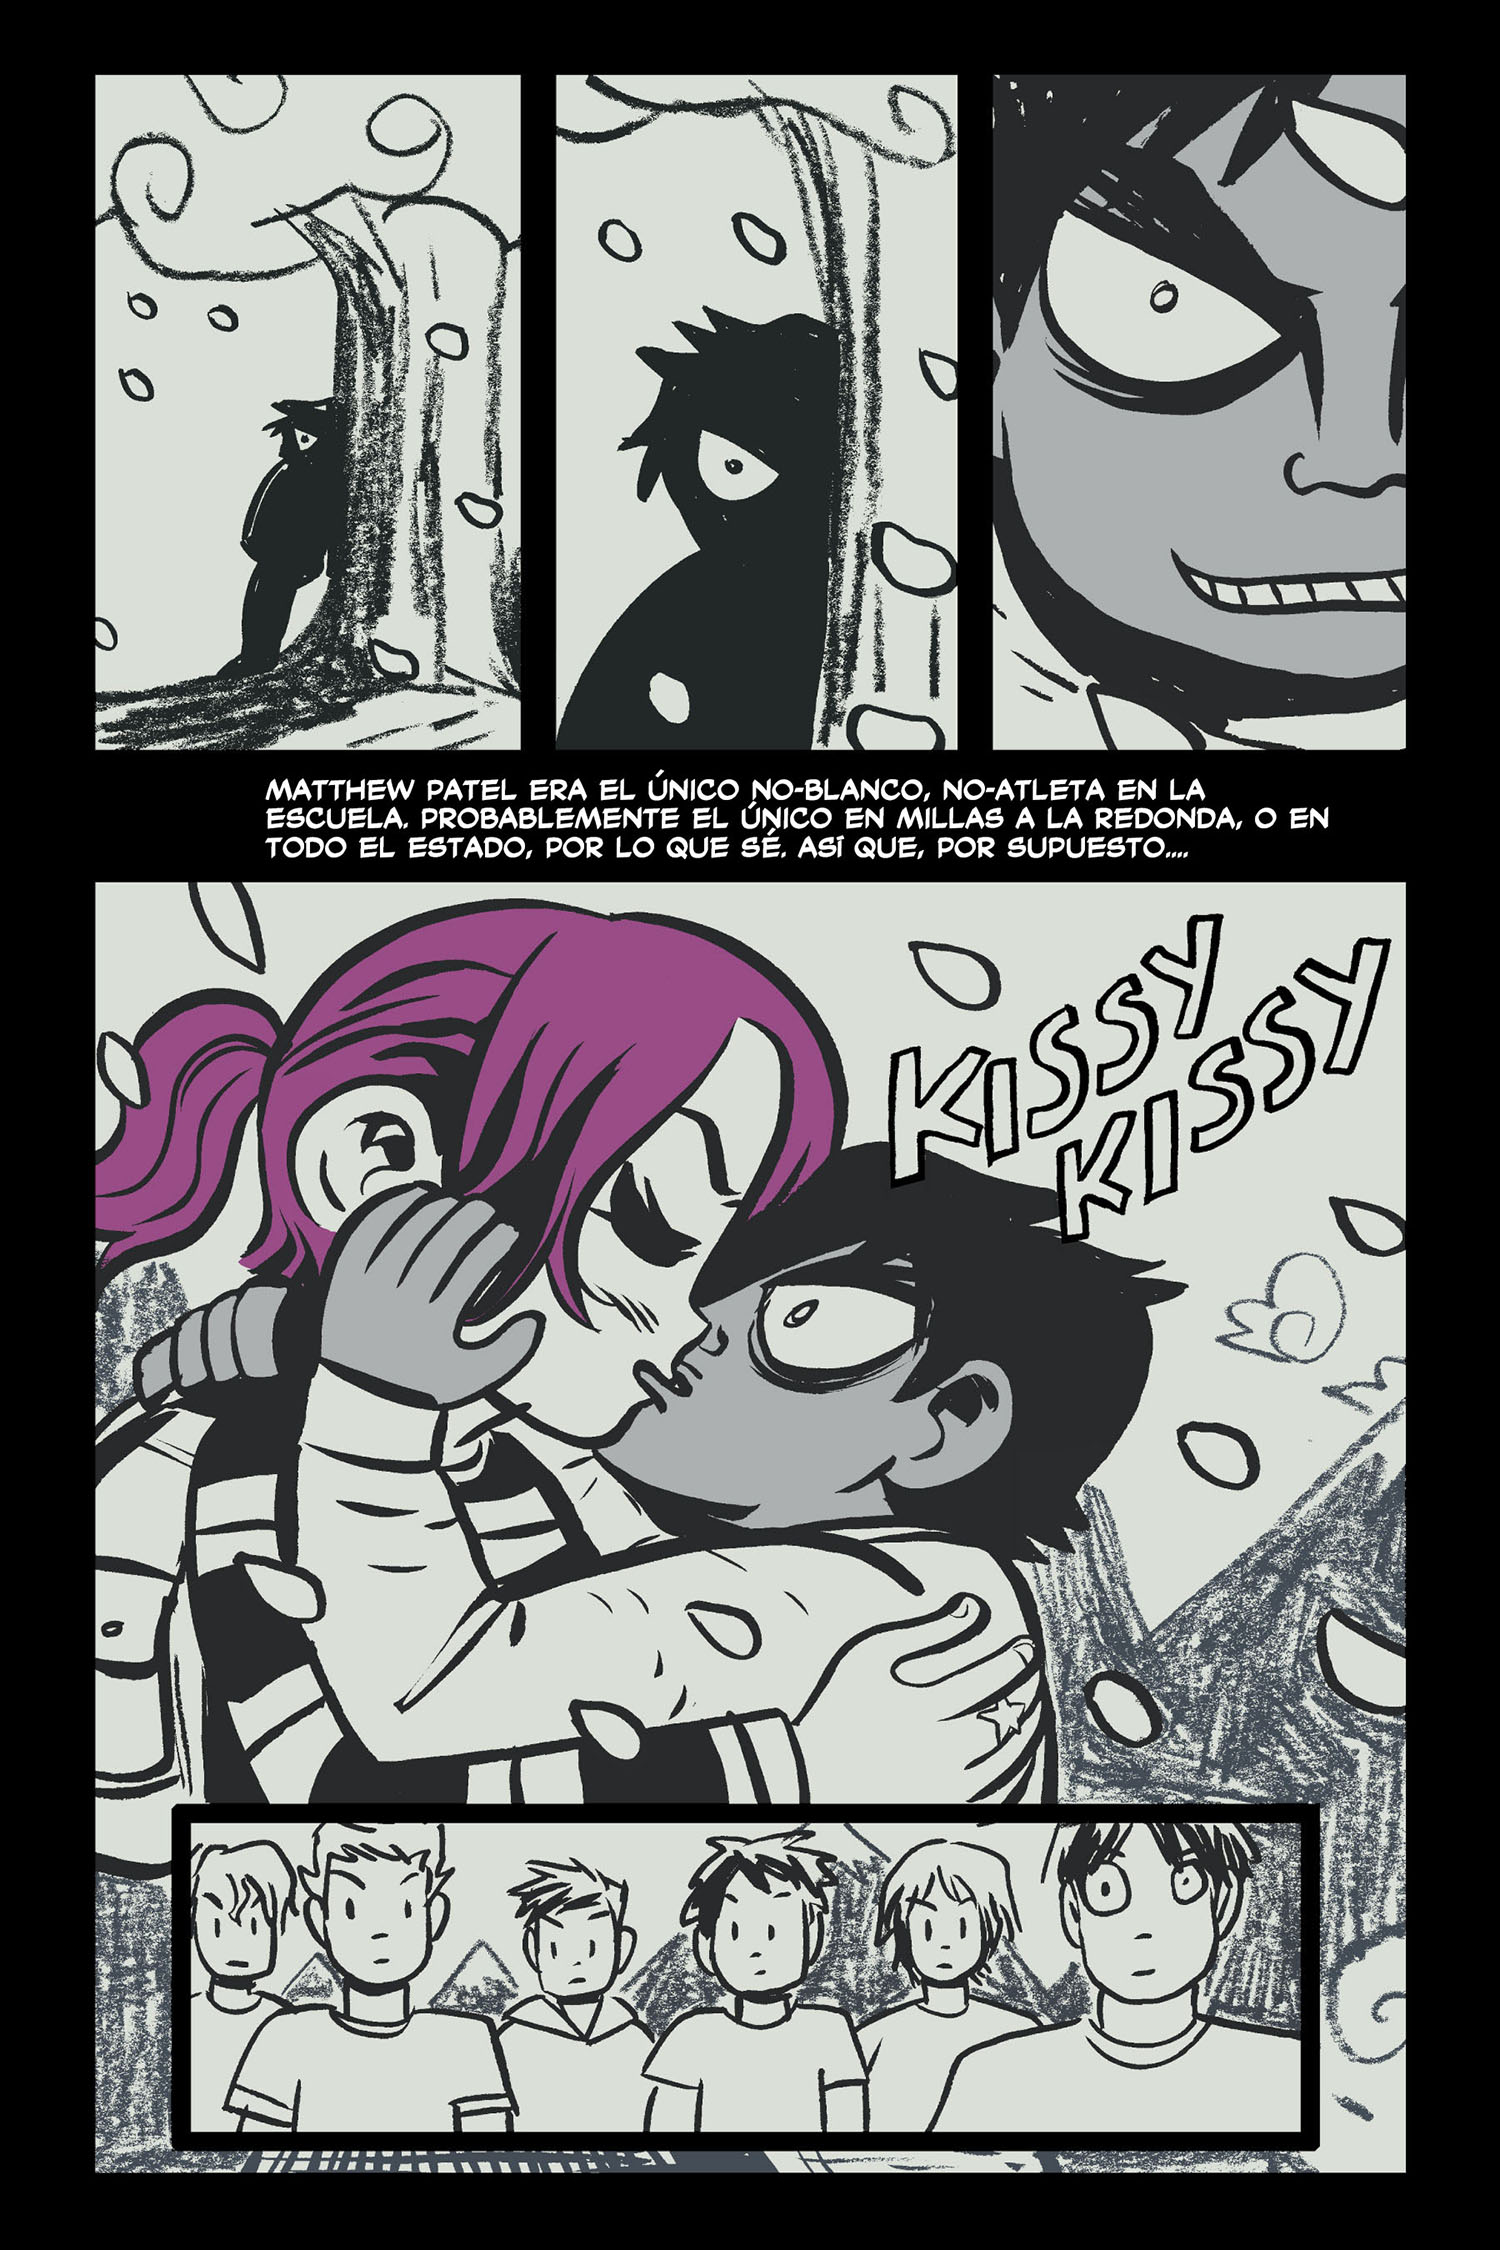 MATTHEW PATEL ERA EL ÚNICO NO-BLANCO, NO-ATLETA EN LA
ESCUELA. PROBABLEMENTE EL ÚNICO EN MILLAS A LA REDONDA, O EN
TODO EL ESTADO, POR LO QUE SÉ. ASÍ QUE, POR SUPUESTO....
KISSY
KISSY